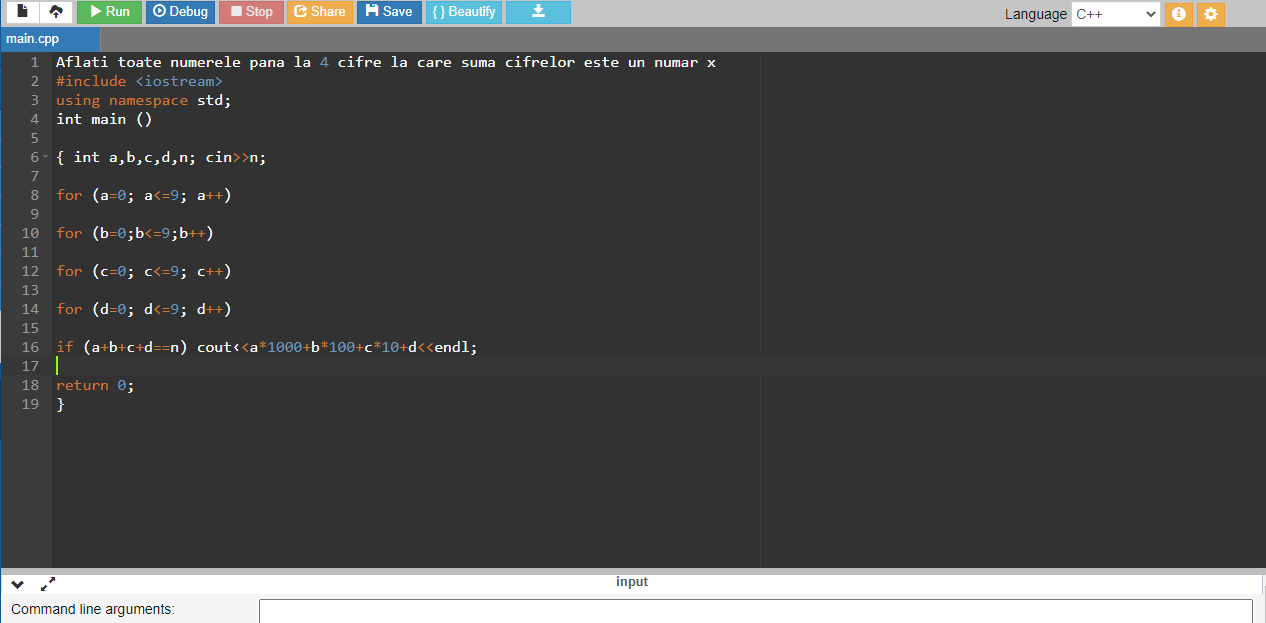 Run Debug Stop Share Save { } Beautify Language C++
main.cpp
1 Aflati toate numerele pana la 4 cifre la care suma cifrelor este un numar x
2 #include <iostream>
3 using namespace std;
4 int main ()
5
6 { int a,b,c,d,n; cin>>n;
7
8 for (a=0; a<=9; a++)
9
10 for (b=0;b<=9;b++)
11
12 for (c=0; c<=9; c++)
13
14 for (d=0; d<=9; d++)
15
16 if (a+b+c+d==n) cout<<a*1000+b*100+c*10+d<<endl;
17
18 return 0;
19 }
input
Command line arguments: